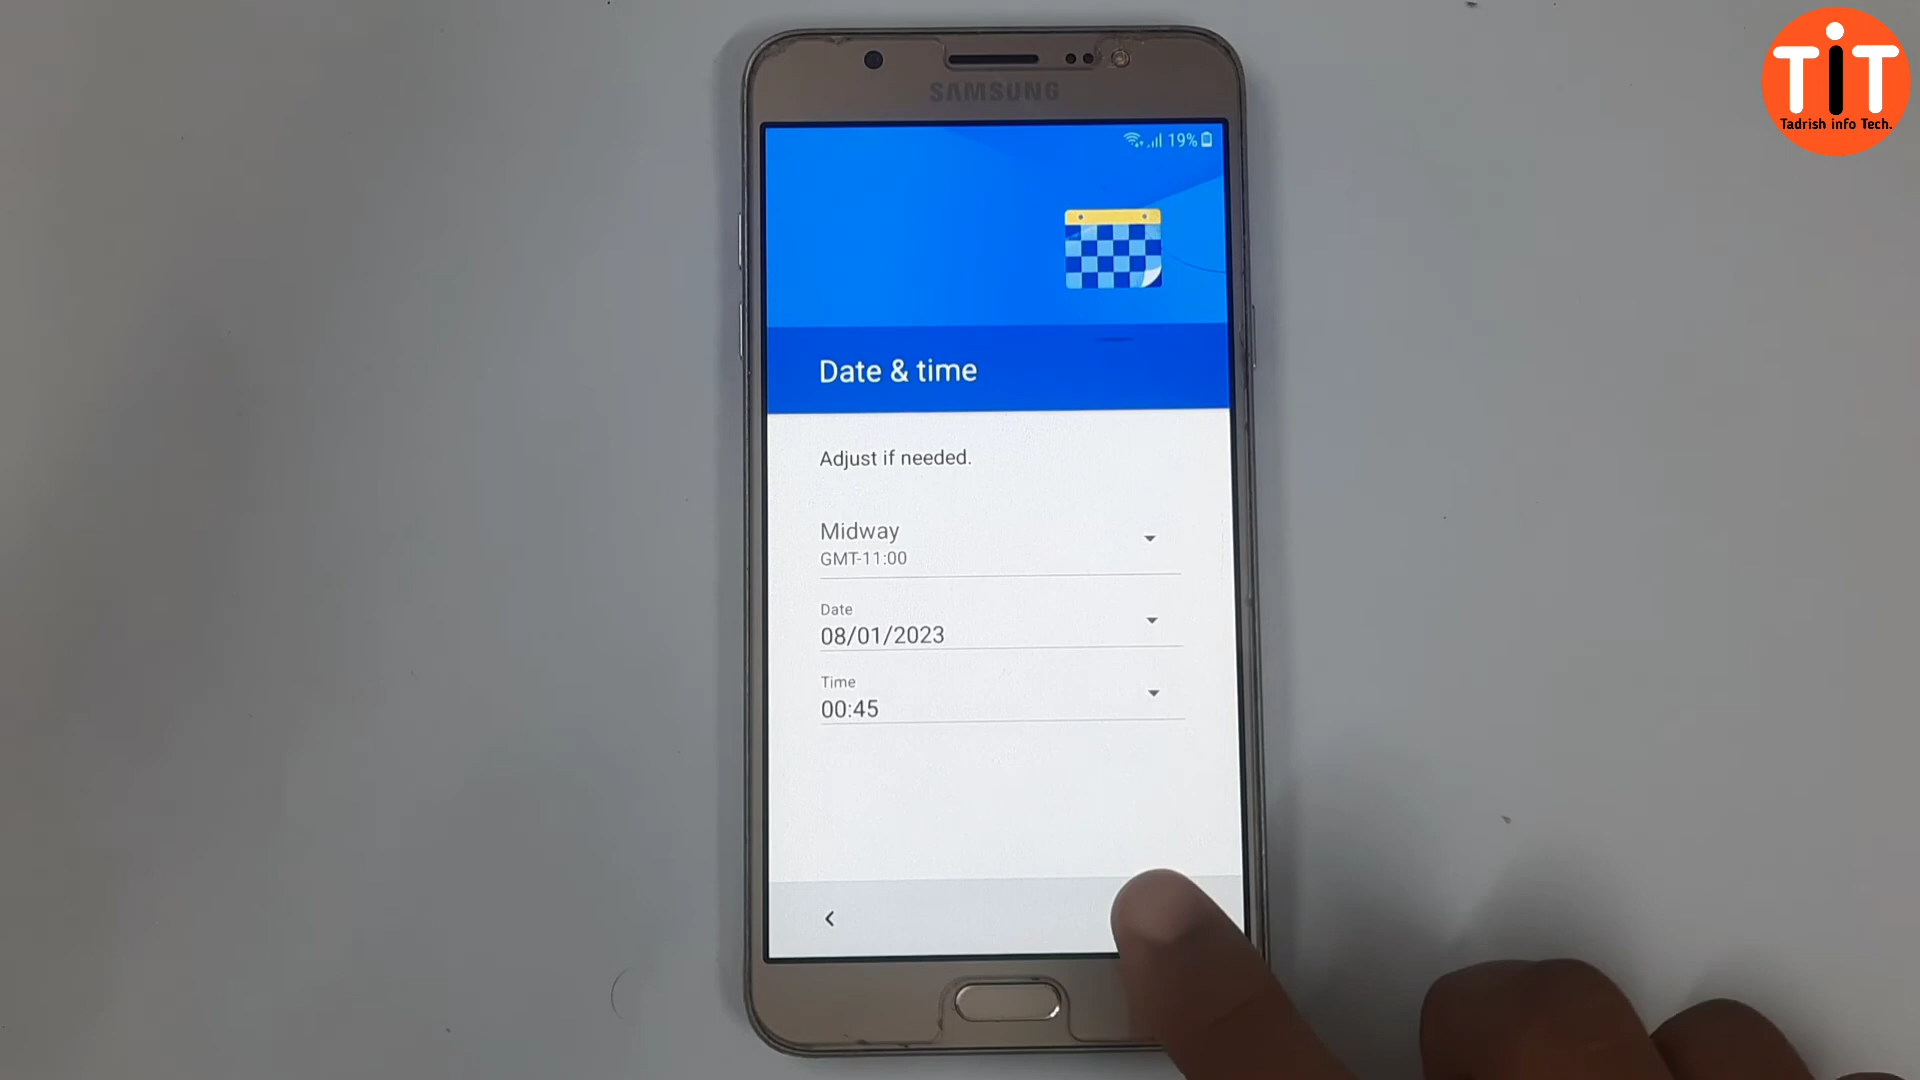 SAMSUNG
TiT
Tadrish info Tech.
19%
Date & time
Adjust if needed.
Midway
GMT-11:00
Date
08/01/2023
Time
00:45